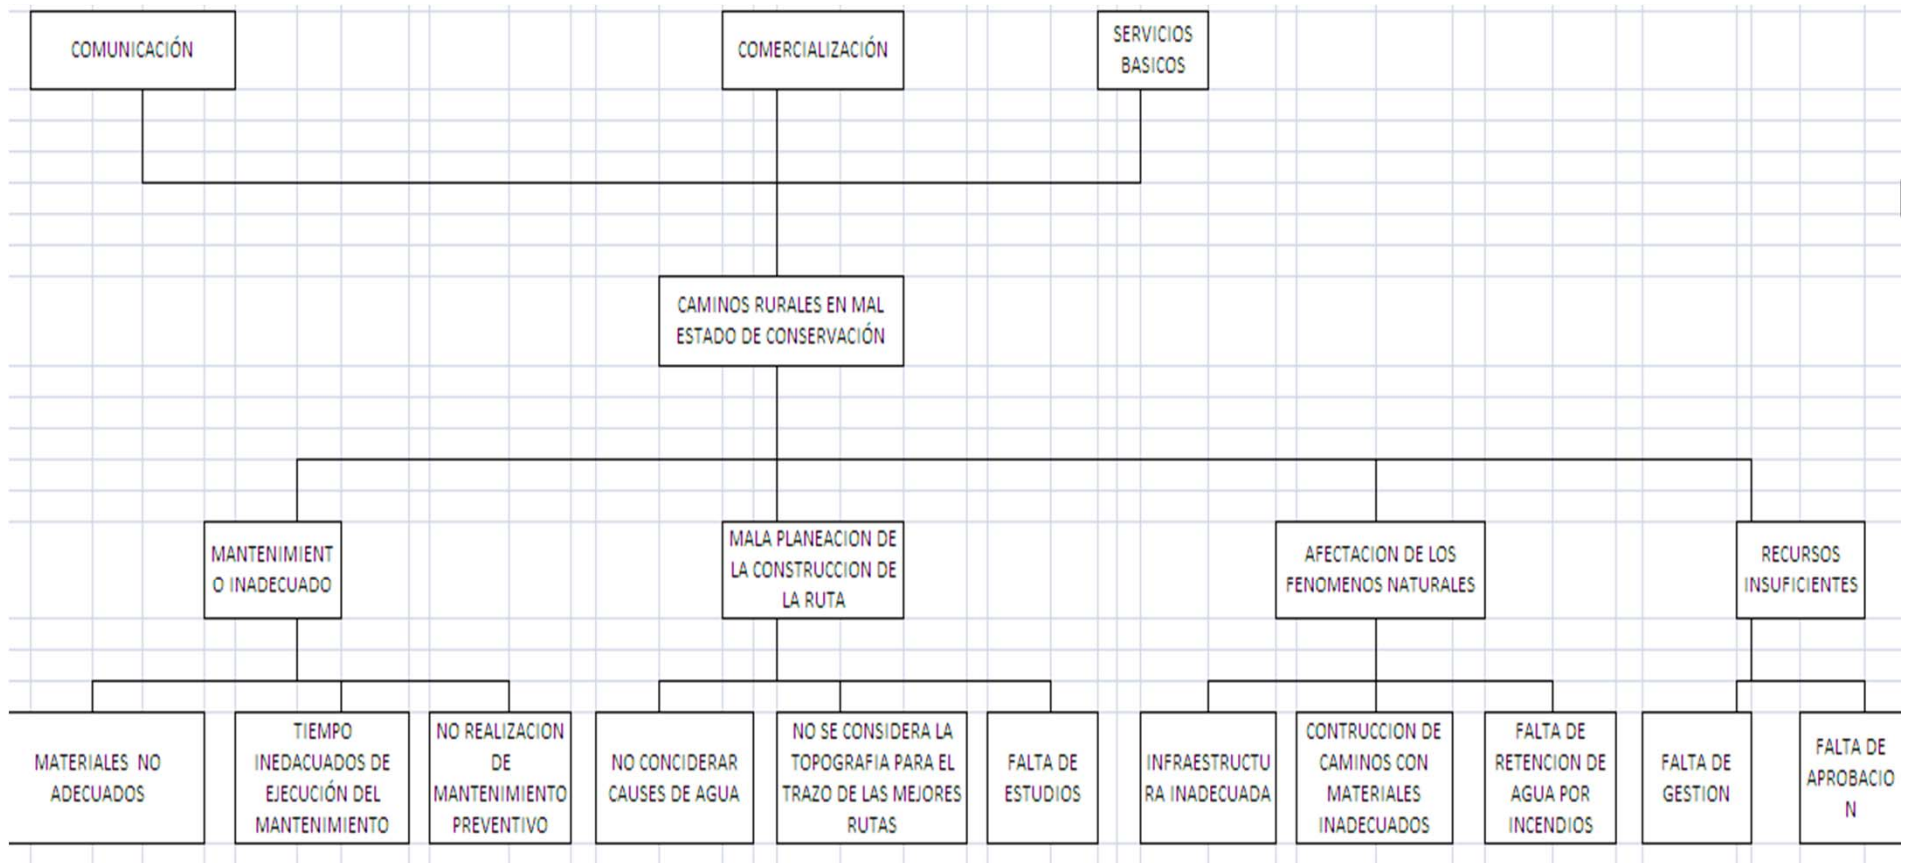 COMUNICACIÓN
COMERCIALIZACIÓN
SERVICIOS
BASICOS
CAMINOS RURALES EN MAL
ESTADO DE CONSERVACIÓN
MANTENIMIENT
O INADECUADO
MALA PLANEACION DE
LA CONSTRUCCION DE
LA RUTA
AFECTACION DE LOS
FENOMENOS NATURALES
RECURSOS
INSUFICIENTES
MATERIALES NO
ADECUADOS
TIEMPO
INEDACUADOS DE
EJECUCIÓN DEL
MANTENIMIENTO
NO REALIZACION
DE
MANTENIMIENTO
PREVENTIVO
NO CONCIDERAR
CAUSES DE AGUA
NO SE CONSIDERA LA
TOPOGRAFIA PARA EL
TRAZO DE LAS MEJORES
RUTAS
FALTA DE
ESTUDIOS
INFRAESTRUCTU
RA INADECUADA
CONTRUCCION DE
CAMINOS CON
MATERIALES
INADECUADOS
FALTA DE
RETENCION DE
AGUA POR
INCENDIOS
FALTA DE
GESTION
FALTA DE
APROBACIO
N